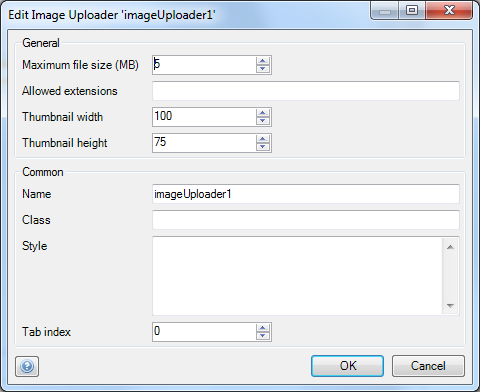 Edit Image Uploader 'imageUploader1'
General
Maximum file size (MB) 5
Allowed extensions
Thumbnail width 100
Thumbnail height 75
Common
Name imageUploader1
Class
Style
Tab index 0
? OK Cancel